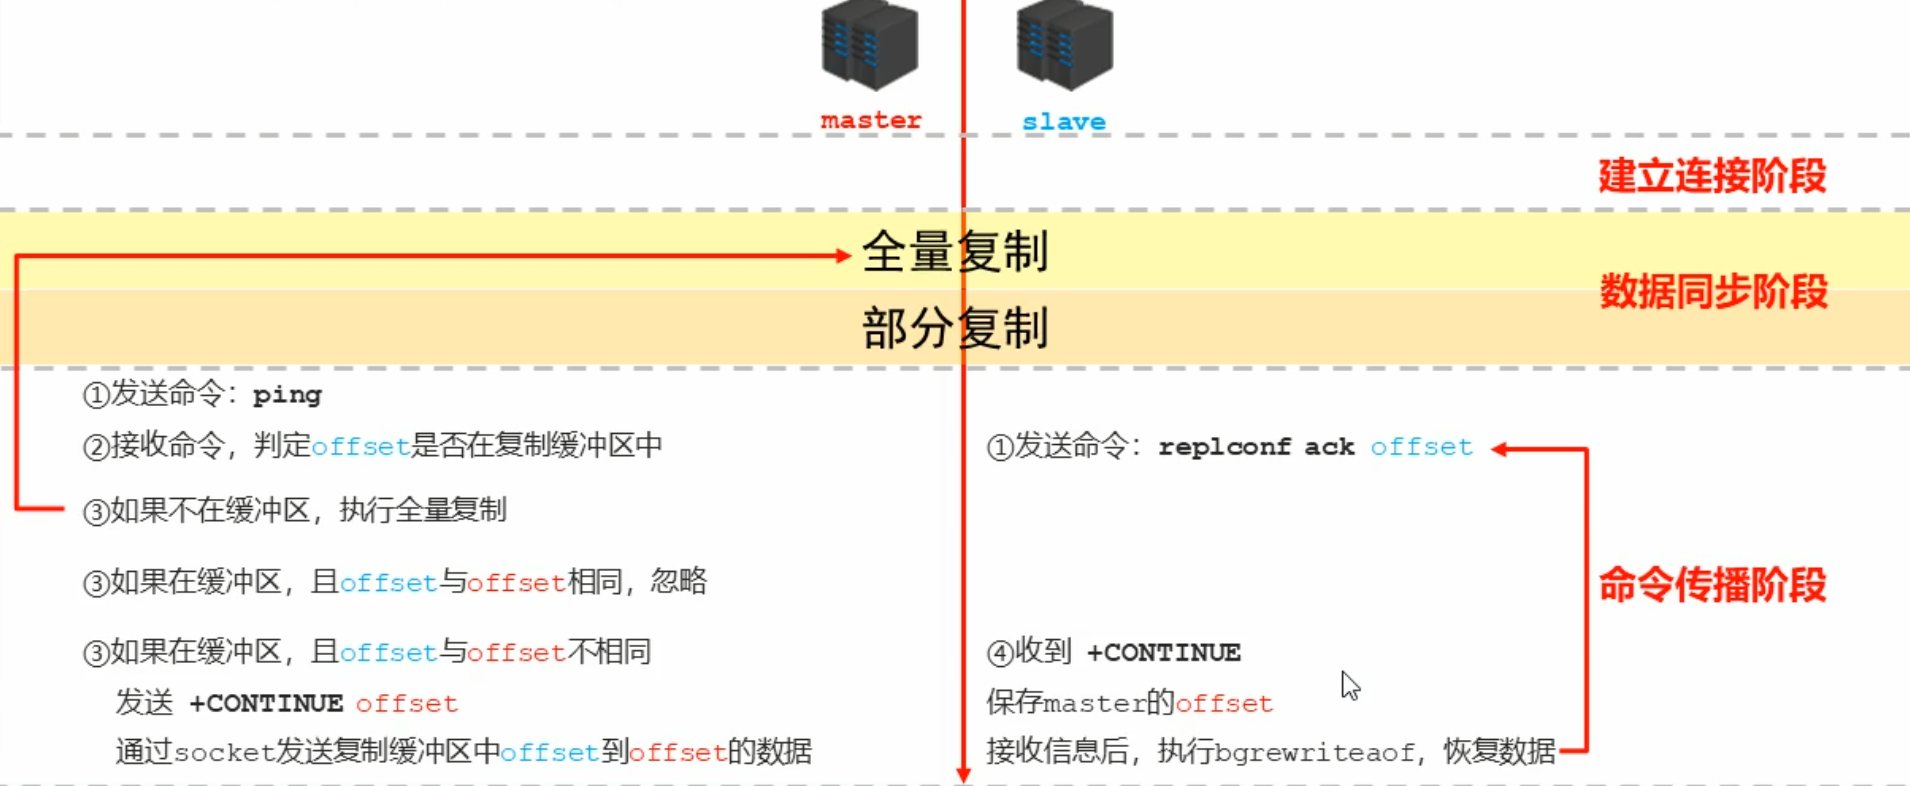 master
slave
建立连接阶段
全量复制
数据同步阶段
部分复制
①发送命令：ping
②接收命令，判定offset是否在复制缓冲区中
①发送命令：replconf ack offset
③如果不在缓冲区，执行全量复制
③如果在缓冲区，且offset与offset相同，忽略
命令传播阶段
③如果在缓冲区，且offset与offset不相同
④收到 +CONTINUE
发送 +CONTINUE offset
保存master的offset
通过socket发送复制缓冲区中offset到offset的数据
接收信息后，执行bgrewriteaof，恢复数据